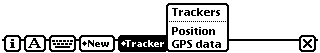 Trackers
Position
GPS data
i A New Tracker X